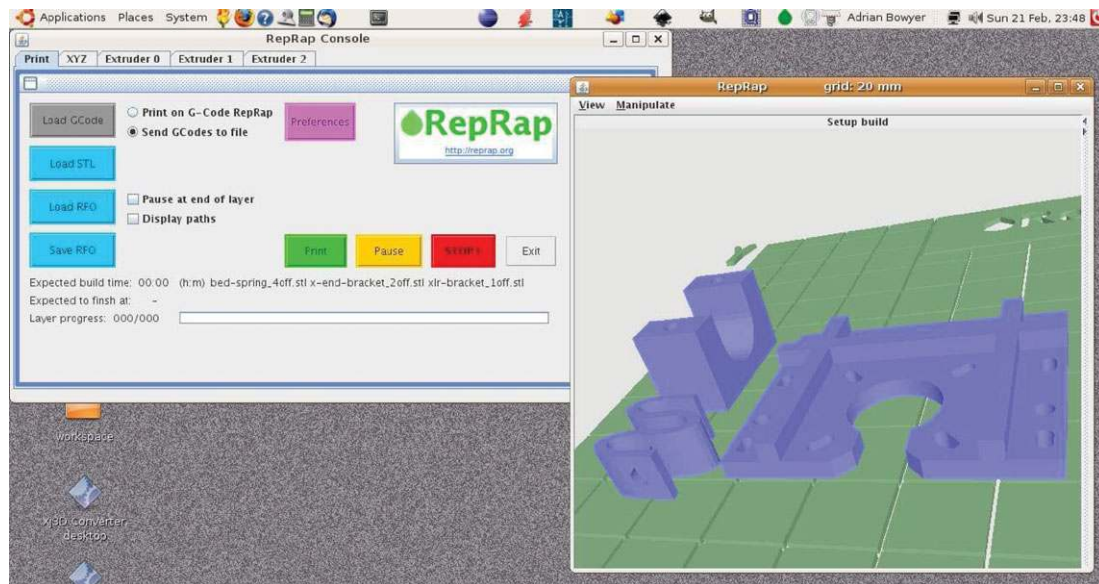 Applications Places System Adrian Bowyer Sun 21 Feb, 23:48
RepRap Console
Print XYZ Extruder 0 Extruder 1 Extruder 2
Load GCode
Print on G-Code RepRap
Send GCodes to file
Preferences
RepRap
http://reprap.org
Load STL
Load RFO
Pause at end of layer
Display paths
Save RFO
Print Pause STOP! Exit
Expected build time: 00:00 (h:m) bed-spring_4off.stl x-end-bracket_2off.stl xlr-bracket_1off.stl
Expected to finsh at: -
Layer progress: 000/000
RepRap grid: 20 mm
View Manipulate
Setup build
workspace
Xj3D Converter
desktop